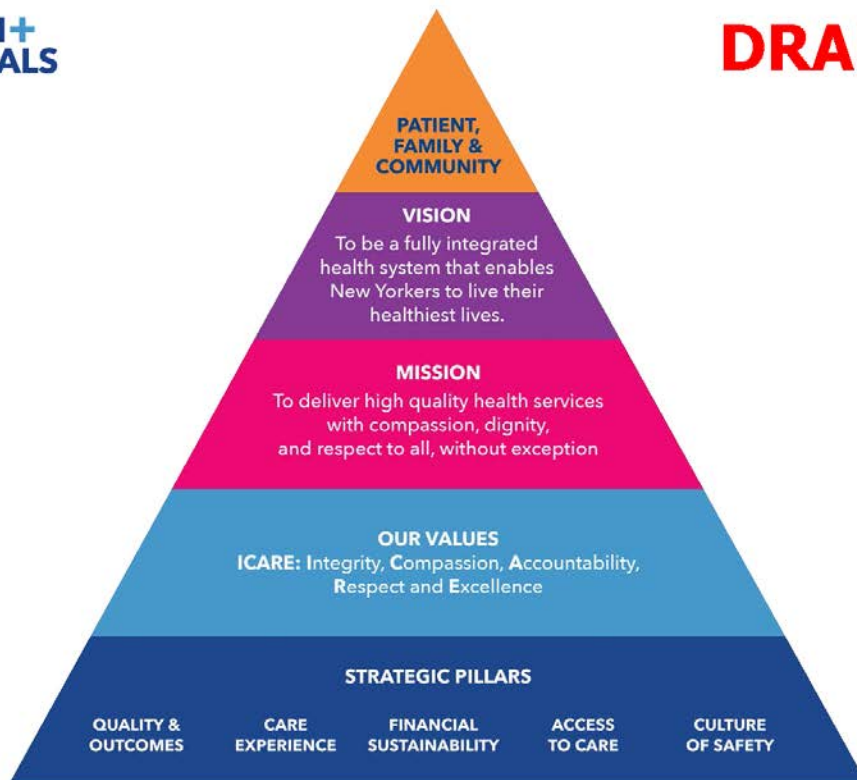 ALS
DRA
PATIENT,
FAMILY &
COMMUNITY
VISION
To be a fully integrated
health system that enables
New Yorkers to live their
healthiest lives.
MISSION
To deliver high quality health services
with compassion, dignity,
and respect to all, without exception
OUR VALUES
ICARE: Integrity, Compassion, Accountability,
Respect and Excellence
STRATEGIC PILLARS
QUALITY &
OUTCOMES
CARE
EXPERIENCE
FINANCIAL
SUSTAINABILITY
ACCESS
TO CARE
CULTURE
OF SAFETY